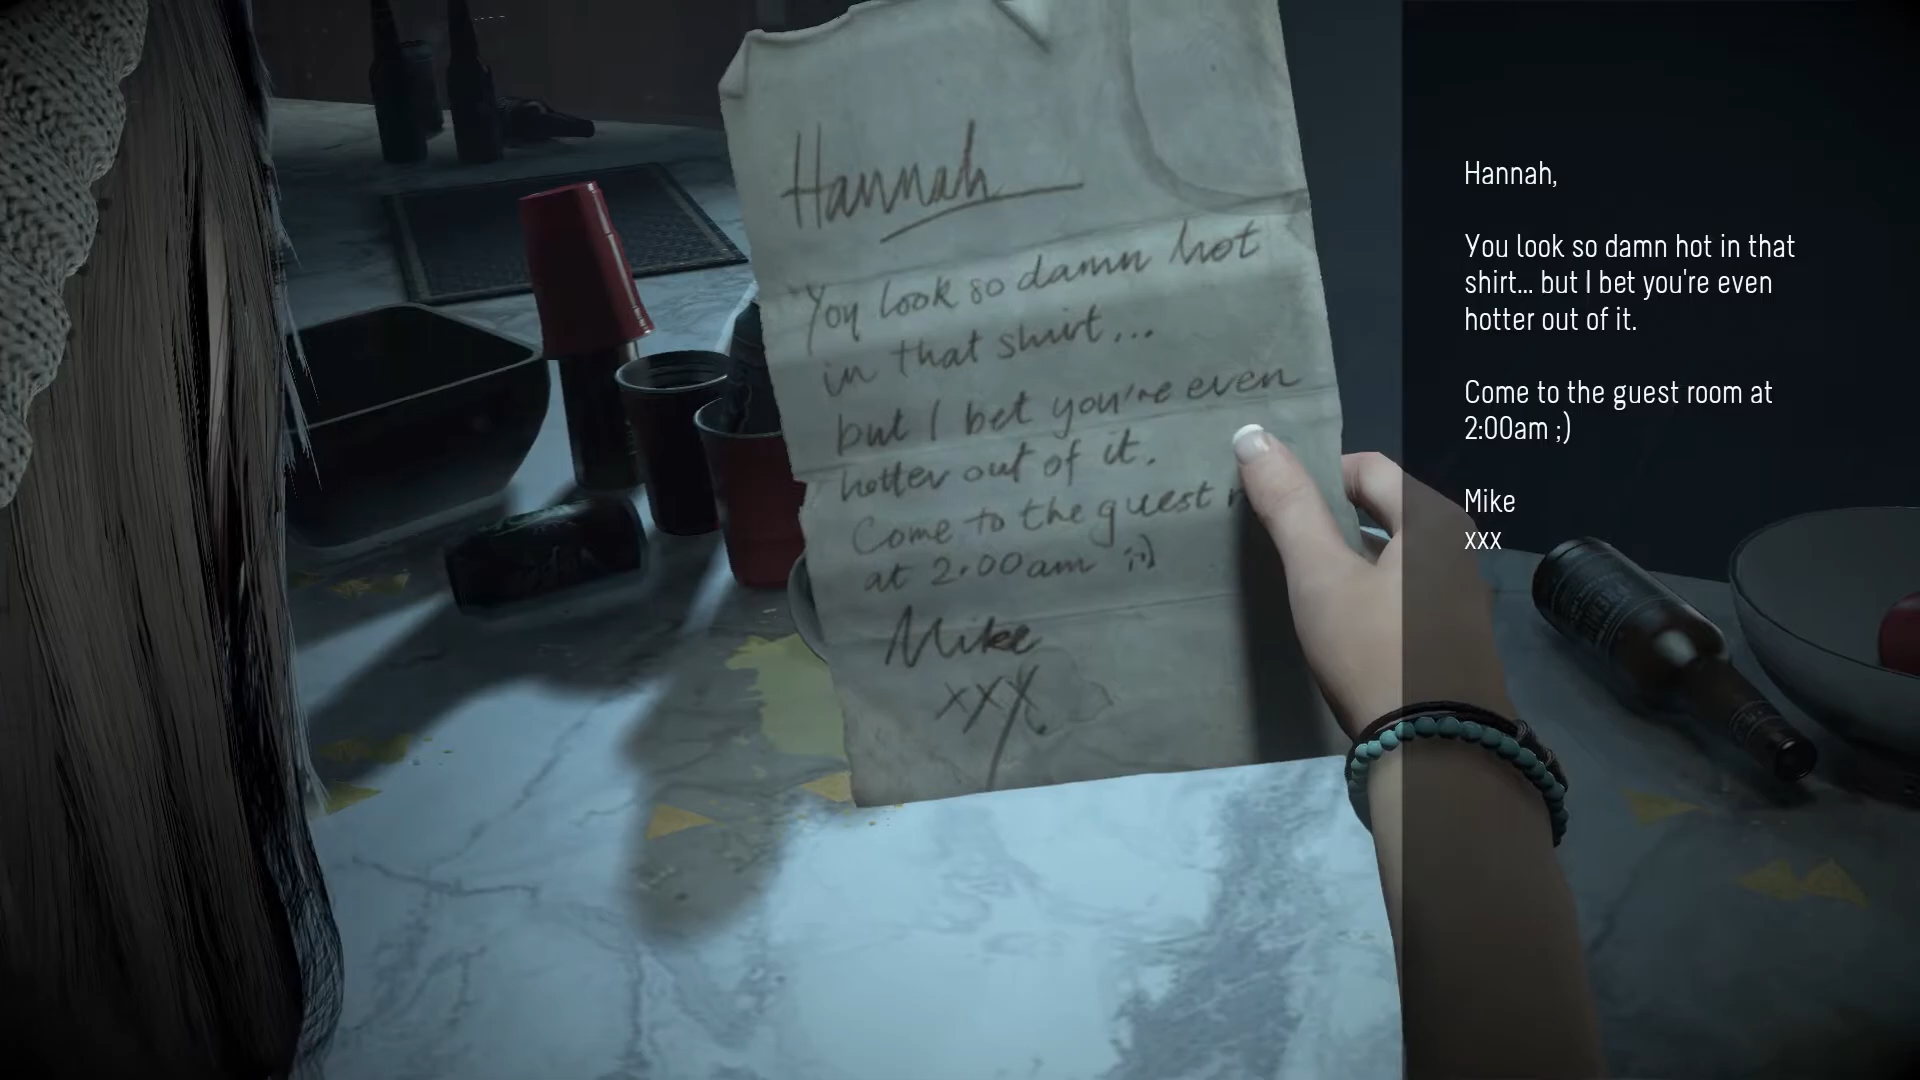 Hannah
You look so damn hot
in that shirt...
but I bet you're even
hotter out of it.
Come to the guest
at 2.00am ;)
Mike
xxx
Hannah,
You look so damn hot in that
shirt... but I bet you're even
hotter out of it.
Come to the guest room at
2:00am ;)
Mike
xxx